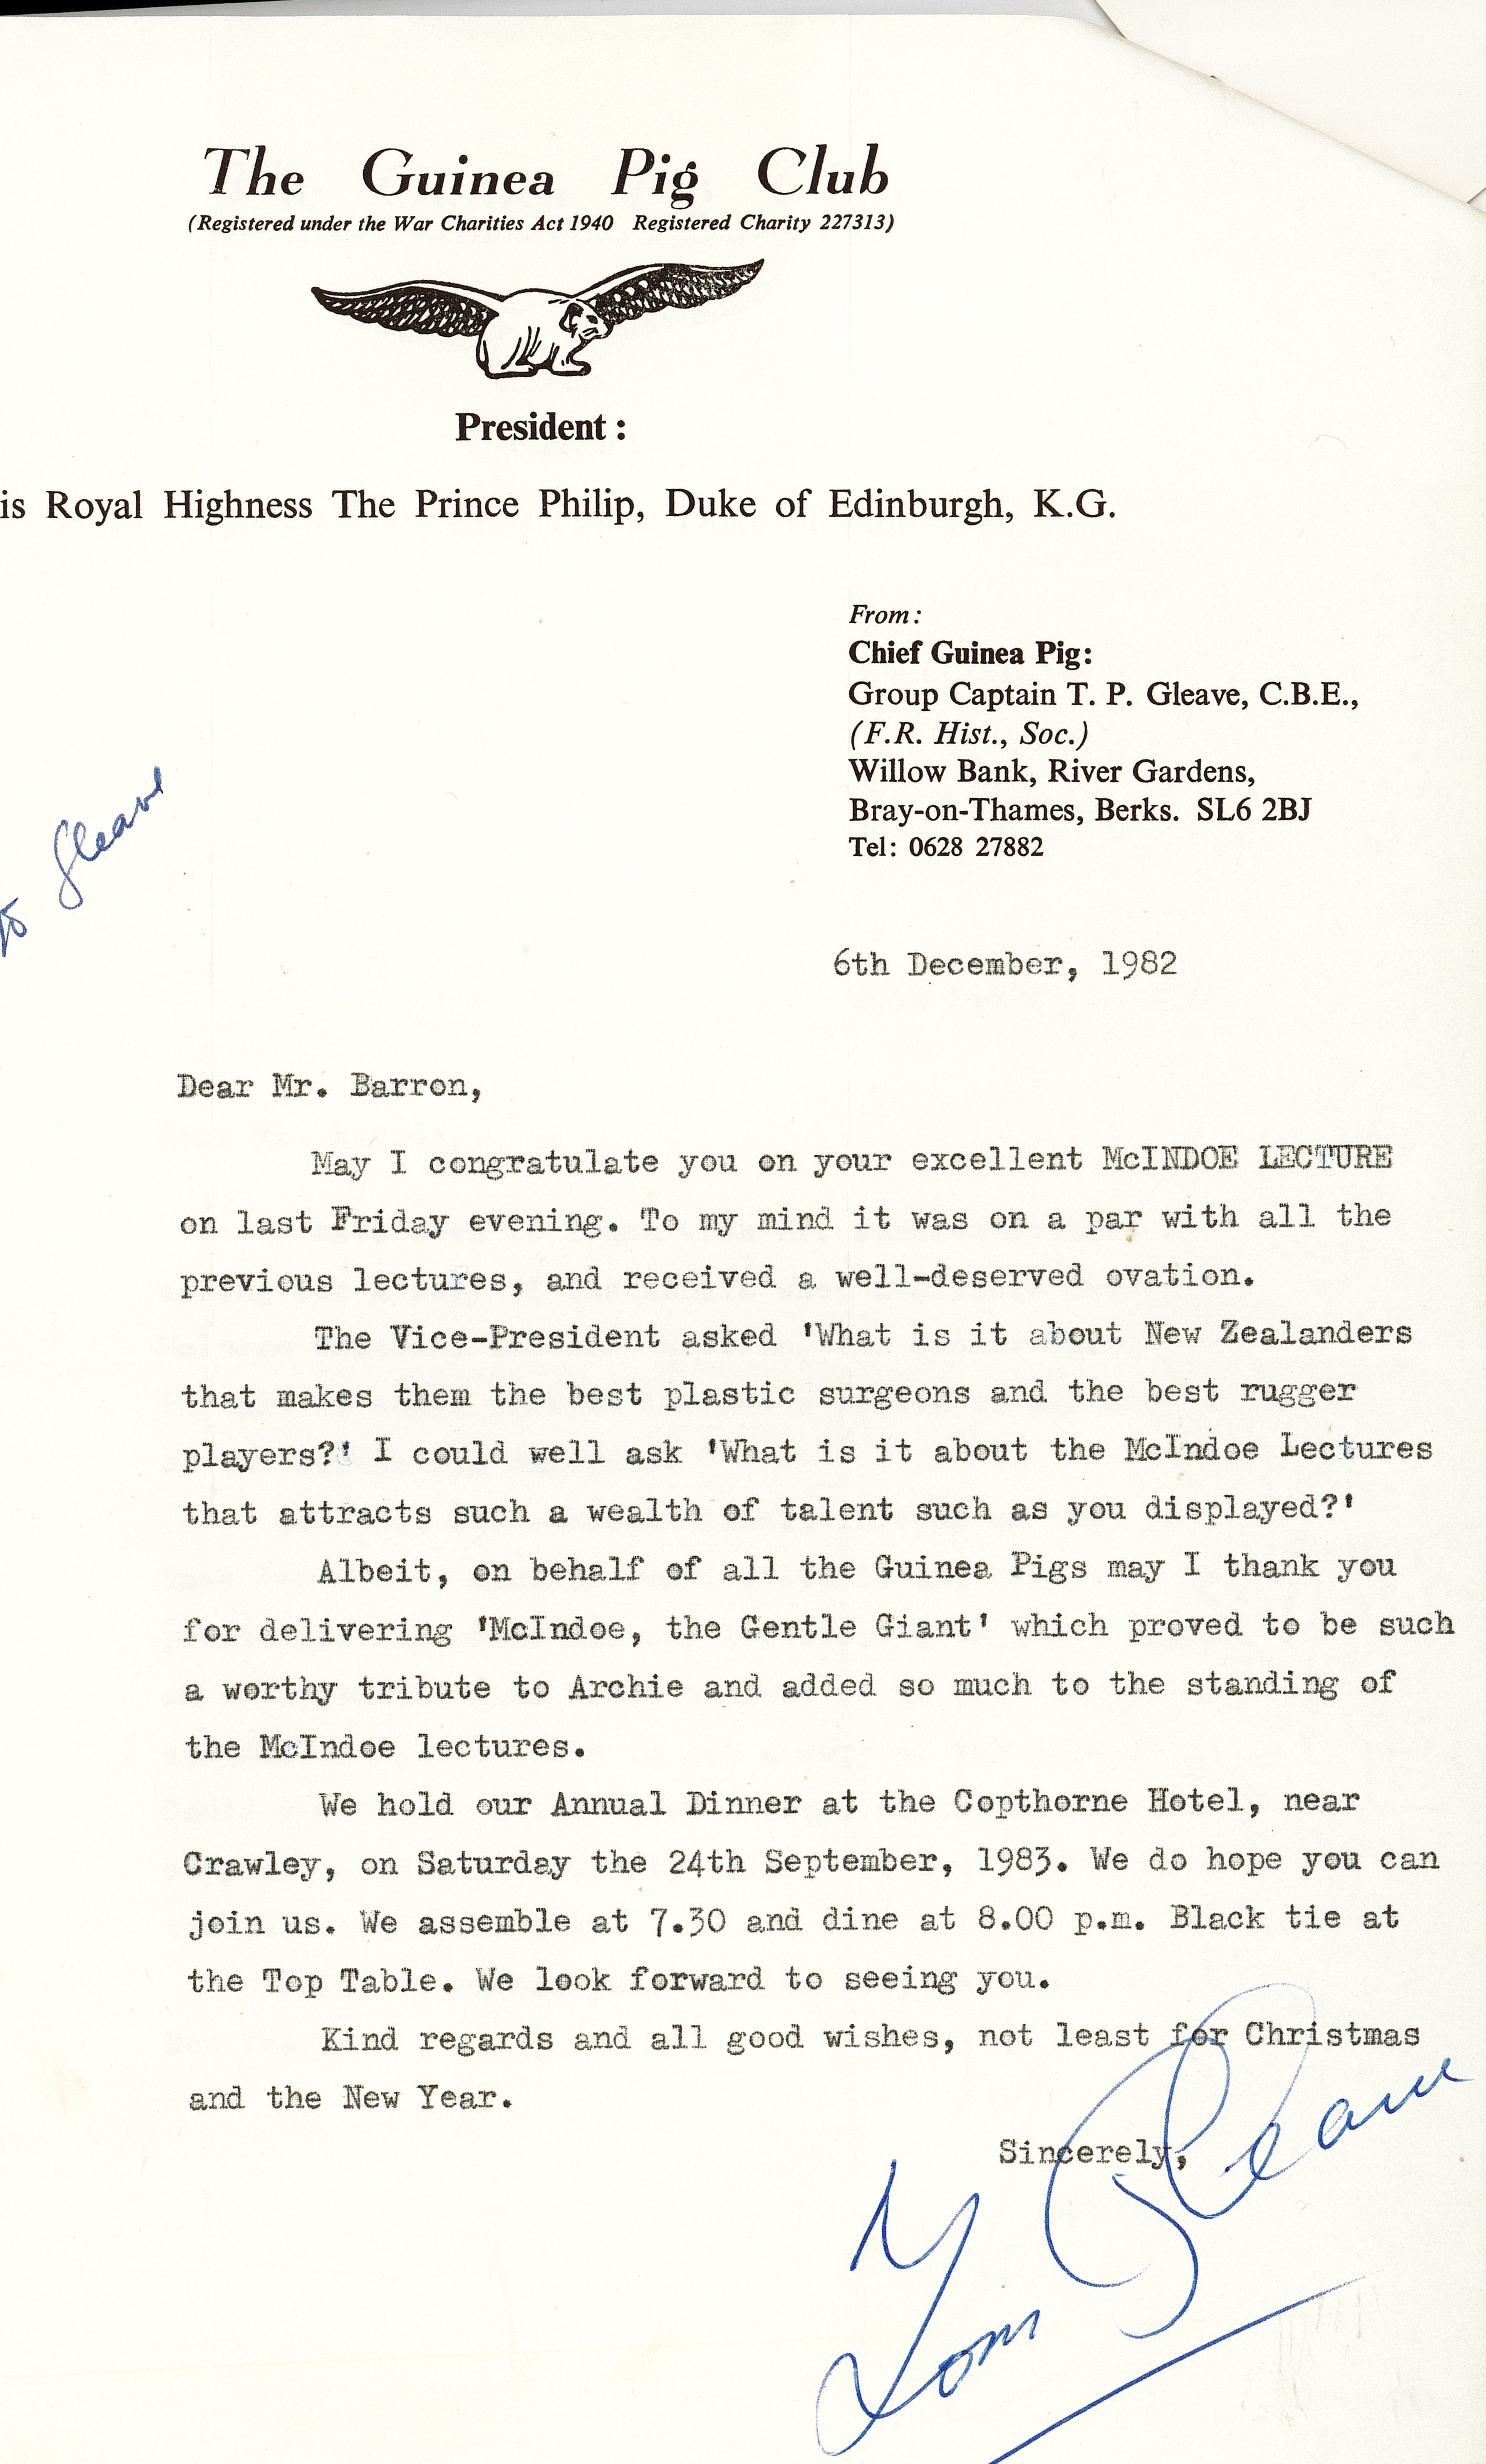 The Guinea Pig Club
(Registered under the War Charities Act 1940 Registered Charity 227313)
President :
is Royal Highness The Prince Philip, Duke of Edinburgh, K.G.
From:
Chief Guinea Pig:
Group Captain T. P. Gleave, C.B.E.,
(F.R. Hist., Soc.)
Willow Bank, River Gardens,
Bray-on-Thames, Berks. SL6 2BJ
Tel: 0628 27882
to Gleave
6th December, 1982
Dear Mr. Barron,
May I congratulate you on your excellent McINDOE LECTURE
on last Friday evening. To my mind it was on a par with all the
previous lectures, and received a well-deserved ovation.
The Vice-President asked 'What is it about New Zealanders
that makes them the best plastic surgeons and the best rugger
players?' I could well ask 'What is it about the McIndoe Lectures
that attracts such a wealth of talent such as you displayed?'
Albeit, on behalf of all the Guinea Pigs may I thank you
for delivering 'McIndoe, the Gentle Giant' which proved to be such
a worthy tribute to Archie and added so much to the standing of
the McIndoe lectures.
We hold our Annual Dinner at the Copthorne Hotel, near
Crawley, on Saturday the 24th September, 1983. We do hope you can
join us. We assemble at 7.30 and dine at 8.00 p.m. Black tie at
the Top Table. We look forward to seeing you.
Kind regards and all good wishes, not least for Christmas
and the New Year.
Sincerely,
Tom Gleave